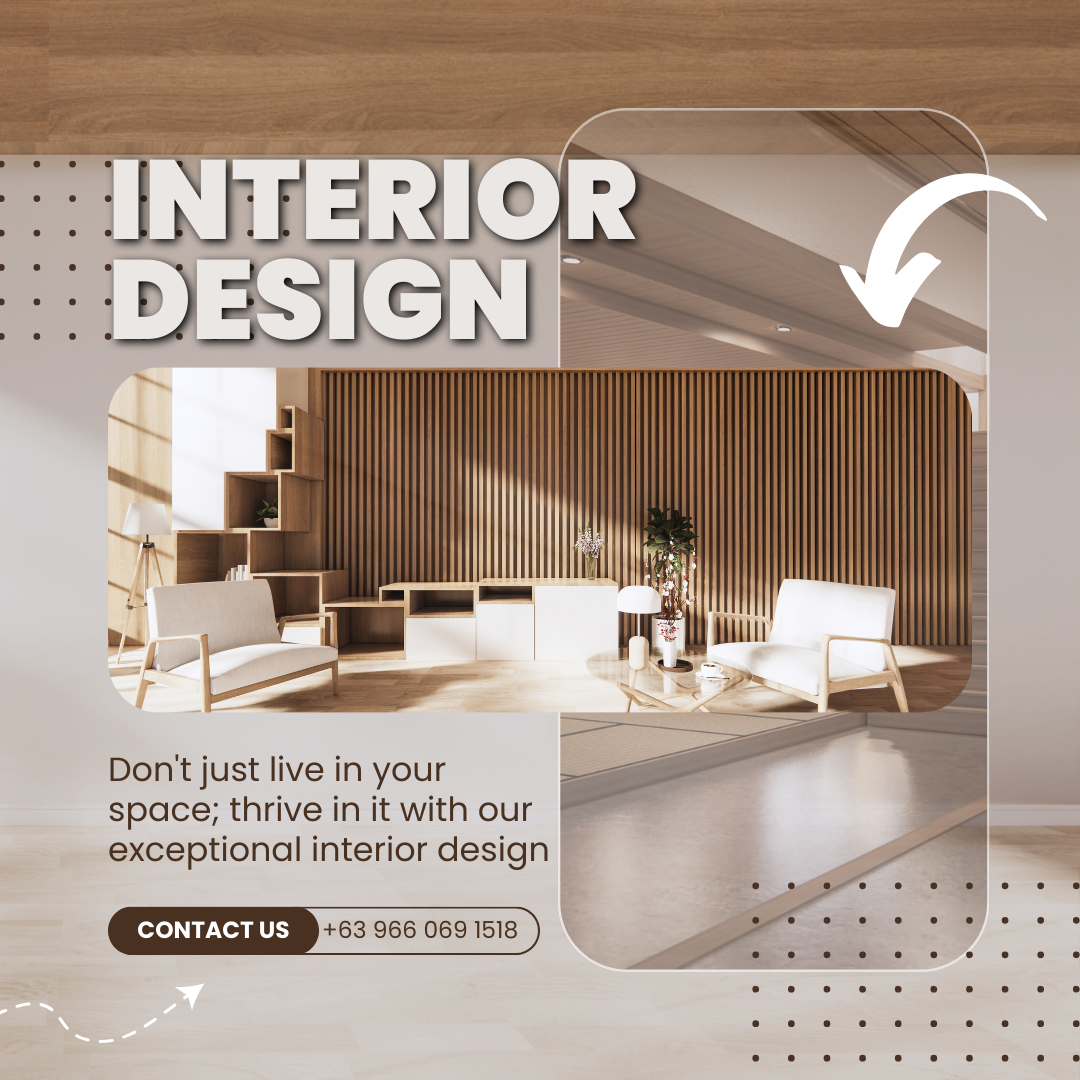 INTERIOR
DESIGN
Don't just live in your
space; thrive in it with our
exceptional interior design
CONTACT US +63 966 069 1518